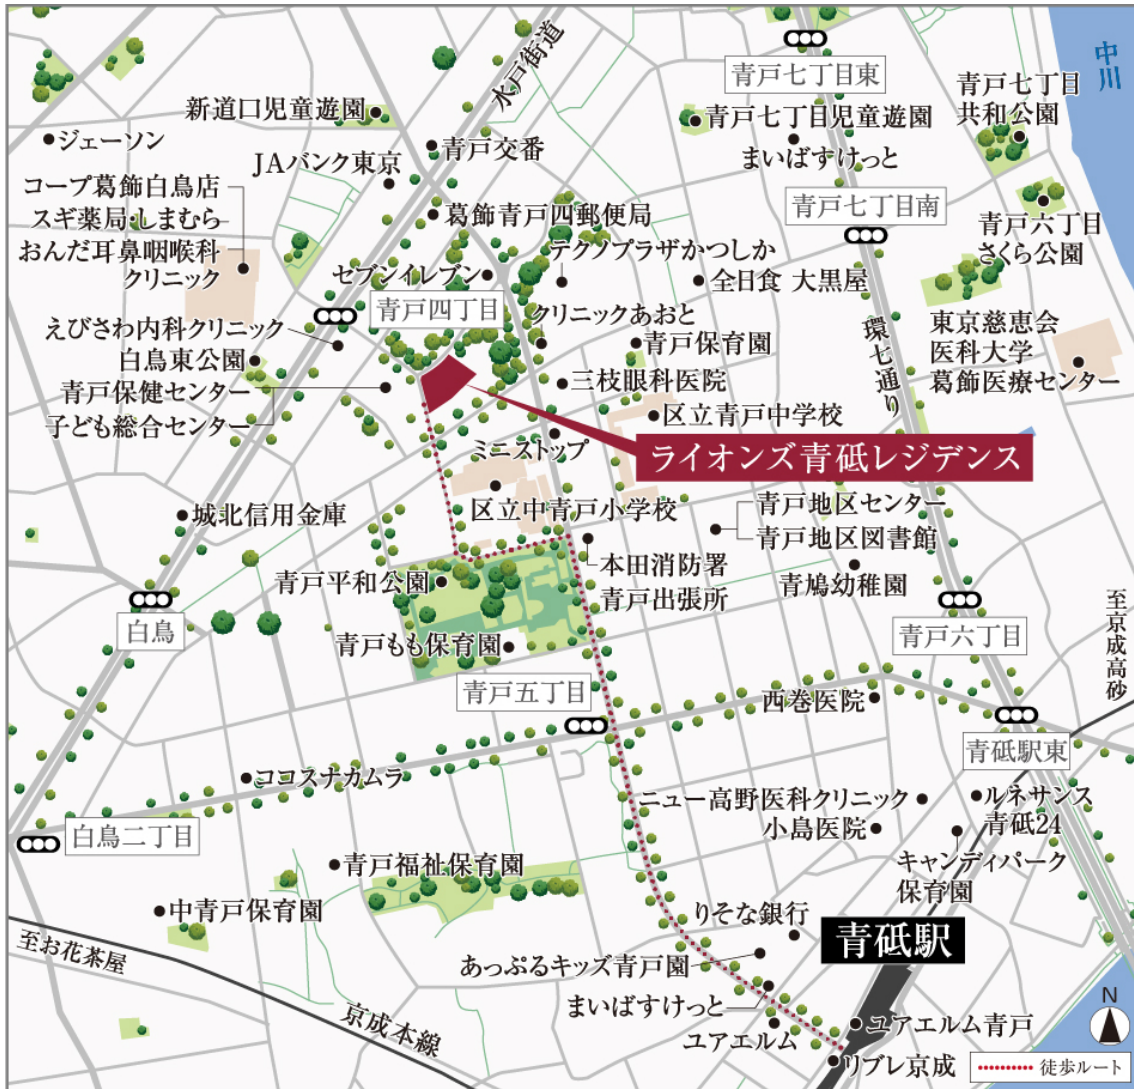 青戸七丁目東
中川
水戸街道
新道口児童遊園
青戸七丁目児童遊園
青戸七丁目
共和公園
ジェーソン
青戸交番
まいばすけっと
JAバンク東京
コープ葛飾白鳥店
スギ薬局・しまむら
おんだ耳鼻咽喉科
クリニック
葛飾青戸四郵便局
青戸七丁目南
青戸六丁目
さくら公園
テクノプラザかつしか
セブンイレブン
全日食 大黒屋
青戸四丁目
クリニックあおと
環七通り
東京慈恵会
医科大学
葛飾医療センター
えびさわ内科クリニック
白鳥東公園
青戸保健センター
子ども総合センター
青戸保育園
三枝眼科医院
区立青戸中学校
ミニストップ
ライオンズ青砥レジデンス
城北信用金庫
区立中青戸小学校
青戸地区センター
青戸地区図書館
本田消防署
青戸出張所
青鳩幼稚園
青戸平和公園
白鳥
青戸六丁目
至京成高砂
青戸もも保育園
青戸五丁目
西巻医院
青砥駅東
ココスナカムラ
ニュー高野医科クリニック
小島医院
ルネサンス
青砥24
白鳥二丁目
キャンディパーク
保育園
青戸福祉保育園
中青戸保育園
りそな銀行
青砥駅
至お花茶屋
あっぷるキッズ青戸園
まいばすけっと
京成本線
ユアエルム
ユアエルム青戸
リブレ京成
N
徒歩ルート